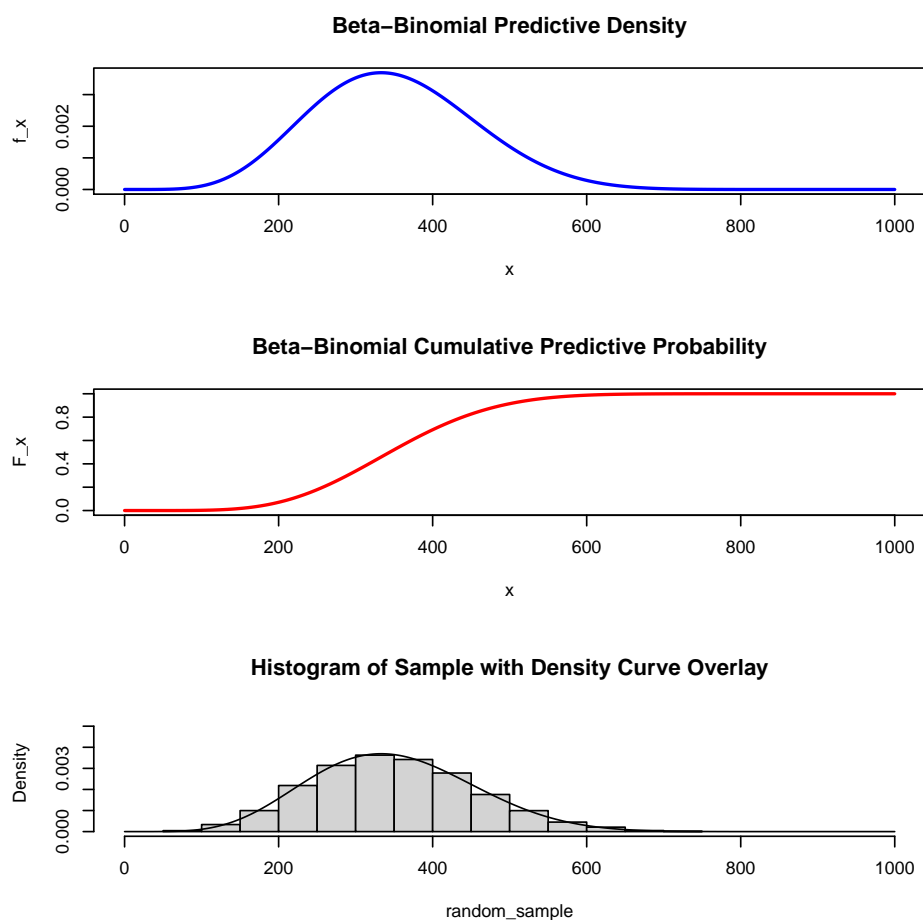 Beta−Binomial Predictive Density
f_x
0.002
0.000
0 200 400 600 800 1000
x
Beta−Binomial Cumulative Predictive Probability
F_x
0.8
0.4
0.0
0 200 400 600 800 1000
x
Histogram of Sample with Density Curve Overlay
Density
0.003
0.000
0 200 400 600 800 1000
random_sample